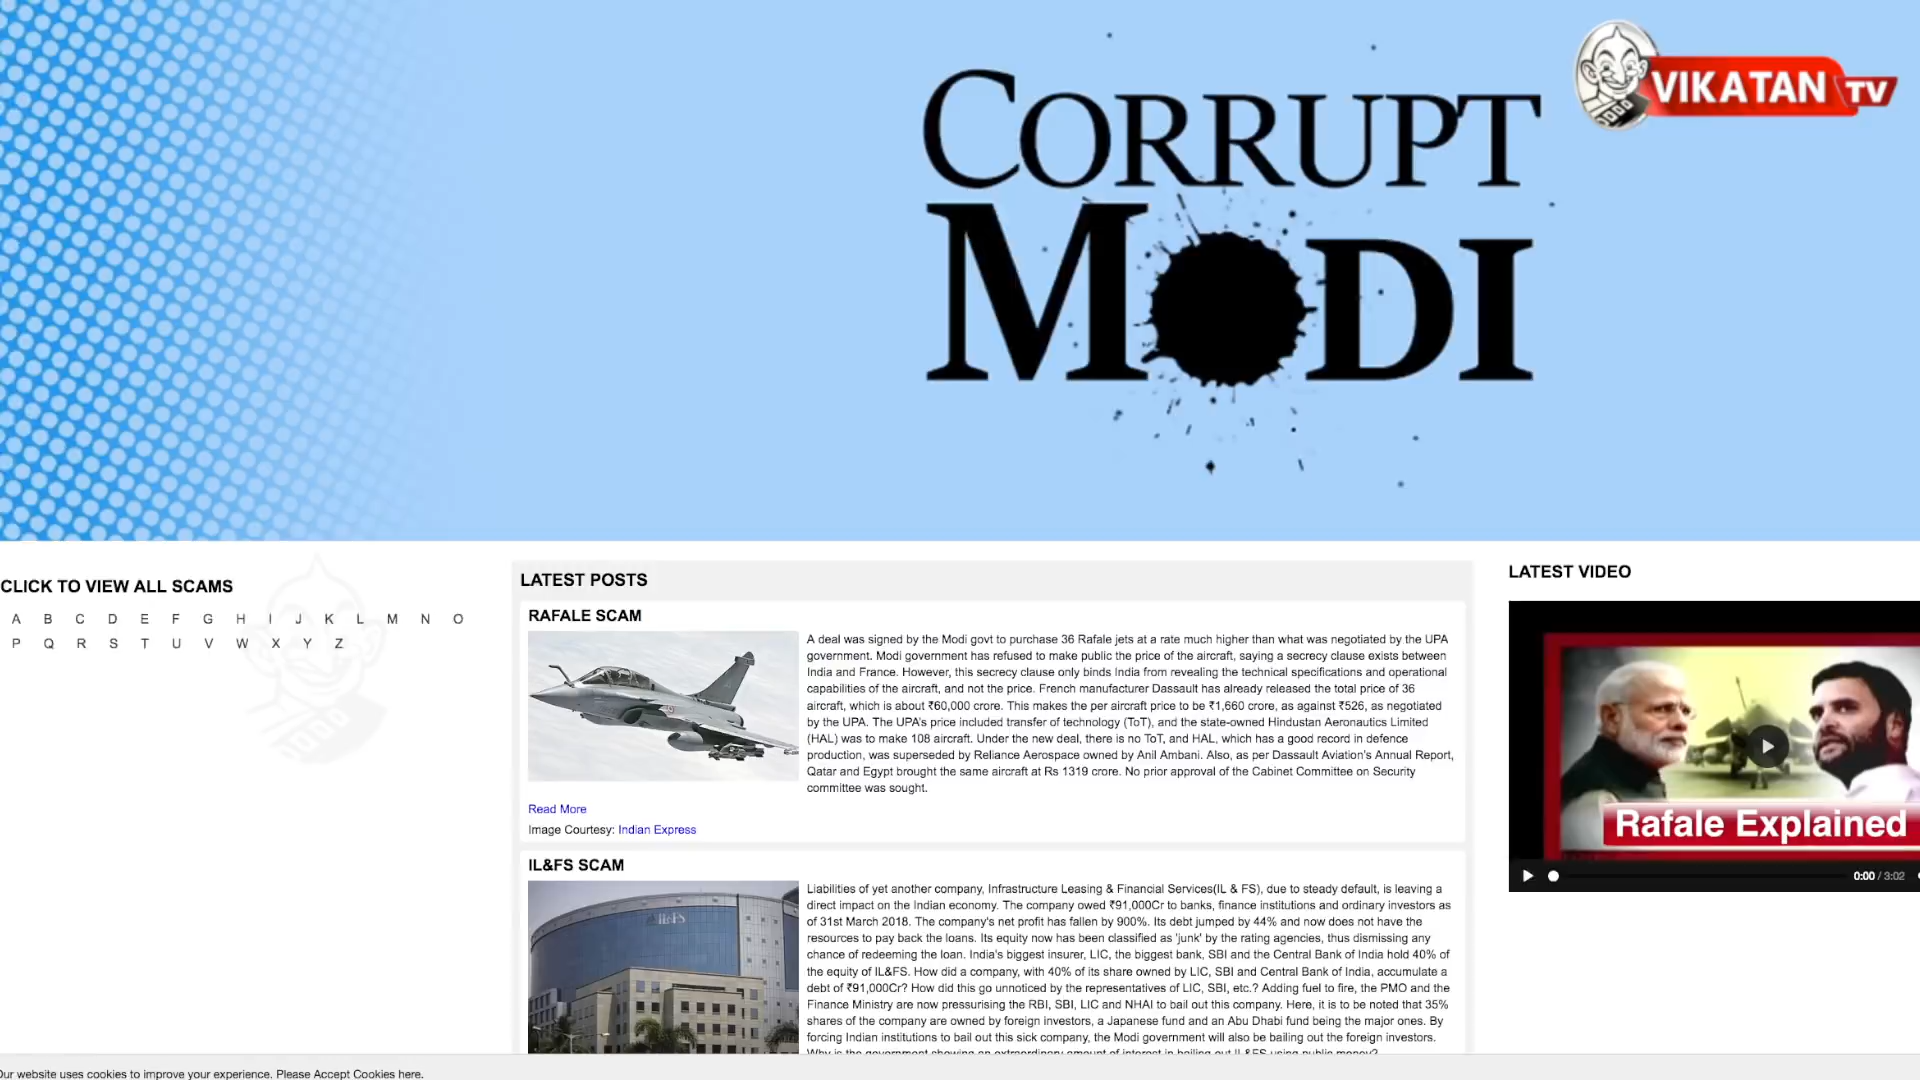 CORRUPT
MODI
VIKATAN TV
CLICK TO VIEW ALL SCAMS
A B C D E F G H I J K L M N O
P Q R S T U V W X Y Z
LATEST POSTS
RAFALE SCAM
A deal was signed by the Modi govt to purchase 36 Rafale jets at a rate much higher than what was negotiated by the UPA
government. Modi government has refused to make public the price of the aircraft, saying a secrecy clause exists between
India and France. However, this secrecy clause only binds India from revealing the technical specifications and operational
capabilities of the aircraft, and not the price. French manufacturer Dassault has already released the total price of 36
aircraft, which is about ₹60,000 crore. This makes the per aircraft price to be ₹1,660 crore, as against ₹526, as negotiated
by the UPA. The UPA's price included transfer of technology (ToT), and the state-owned Hindustan Aeronautics Limited
(HAL) was to make 108 aircraft. Under the new deal, there is no ToT, and HAL, which has a good record in defence
production, was superseded by Reliance Aerospace owned by Anil Ambani. Also, as per Dassault Aviation's Annual Report,
Qatar and Egypt brought the same aircraft at Rs 1319 crore. No prior approval of the Cabinet Committee on Security
committee was sought.
Read More
Image Courtesy: Indian Express
IL&FS SCAM
IL&FS
Liabilities of yet another company, Infrastructure Leasing & Financial Services(IL & FS), due to steady default, is leaving a
direct impact on the Indian economy. The company owed ₹91,000Cr to banks, finance institutions and ordinary investors as
of 31st March 2018. The company's net profit has fallen by 900%. Its debt jumped by 44% and now does not have the
resources to pay back the loans. Its equity now has been classified as 'junk' by the rating agencies, thus dismissing any
chance of redeeming the loan. India's biggest insurer, LIC, the biggest bank, SBI and the Central Bank of India hold 40% of
the equity of IL&FS. How did a company, with 40% of its share owned by LIC, SBI and Central Bank of India, accumulate a
debt of ₹91,000Cr? How did this go unnoticed by the representatives of LIC, SBI, etc.? Adding fuel to fire, the PMO and the
Finance Ministry are now pressurising the RBI, SBI, LIC and NHAI to bail out this company. Here, it is to be noted that 35%
shares of the company are owned by foreign investors, a Japanese fund and an Abu Dhabi fund being the major ones. By
forcing Indian institutions to bail out this sick company, the Modi government will also be bailing out the foreign investors.
Why is the government showing an extraordinary amount of interest in bailing out IL&FS using public money?
LATEST VIDEO
Rafale Explained
0:00 / 3:02
Our website uses cookies to improve your experience. Please Accept Cookies here.